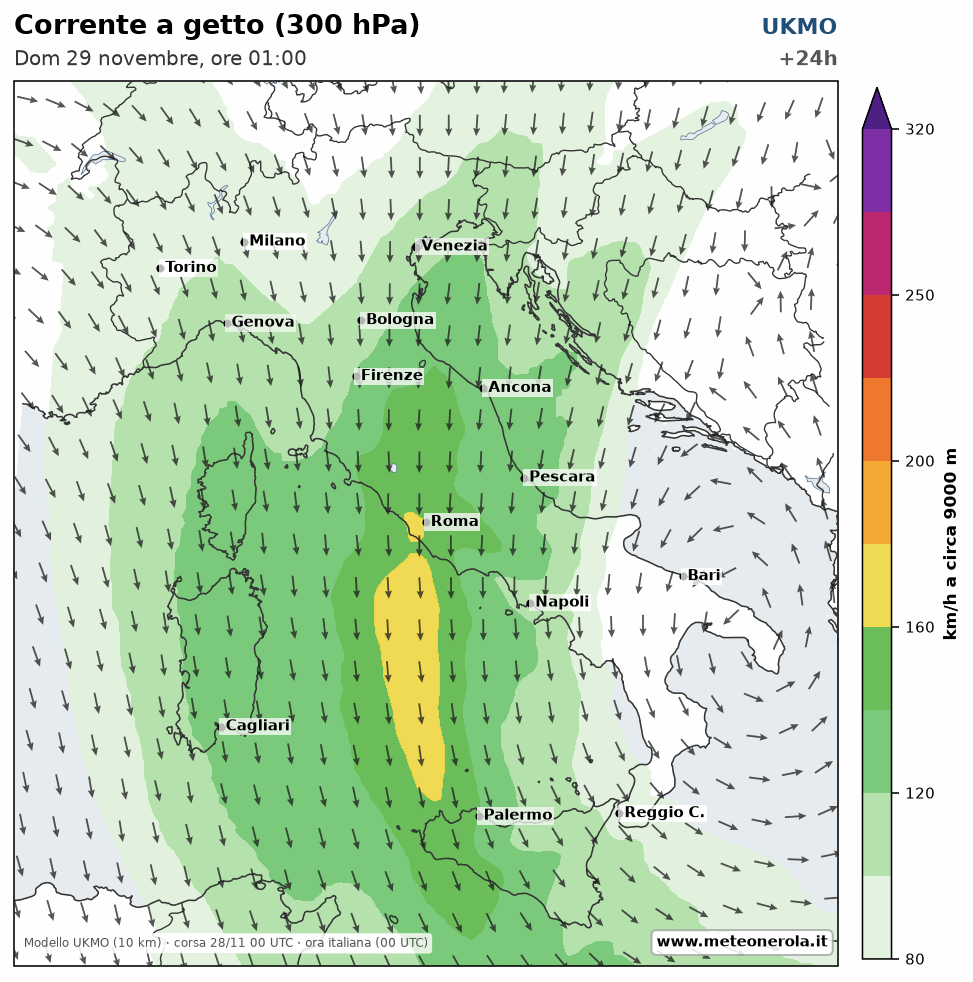 Corrente a getto (300 hPa)
UKMO
Dom 29 novembre, ore 01:00
+24h
320
Milano
Venezia
Torino
250
Genova
Bologna
Firenze
Ancona
200
Pescara
km/h a circa 9000 m
Roma
Bari
Napoli
160
Cagliari
120
Palermo
Reggio C.
Modello UKMO (10 km) · corsa 28/11 00 UTC · ora italiana (00 UTC)
www.meteonerola.it
80